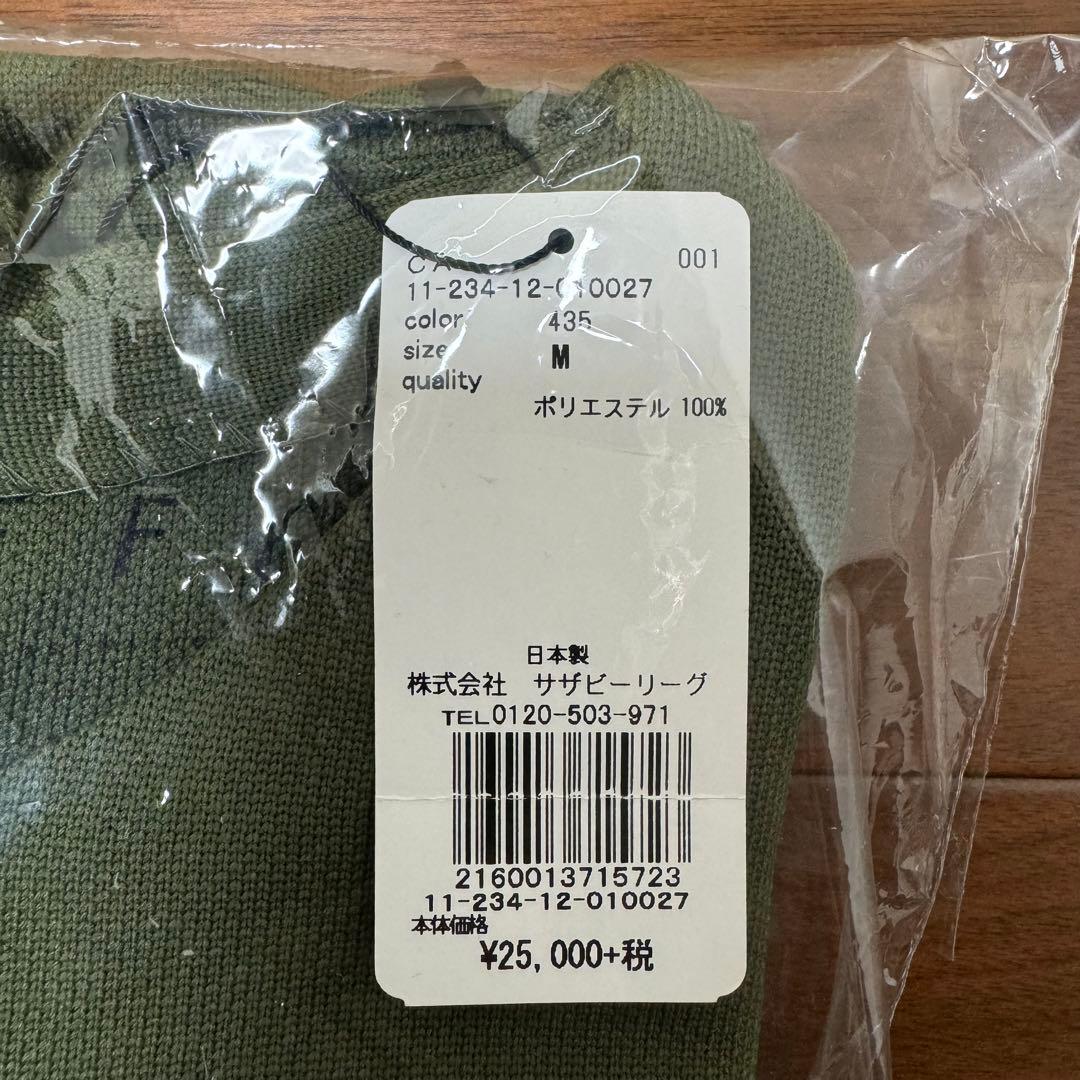 CA 001
11-234-12-010027
color 435
size M
quality
ポリエステル 100%
日本製
株式会社 サザビーリーグ
TEL0120-503-971
2160013715723
11-234-12-010027
本体価格
¥25,000+税
F